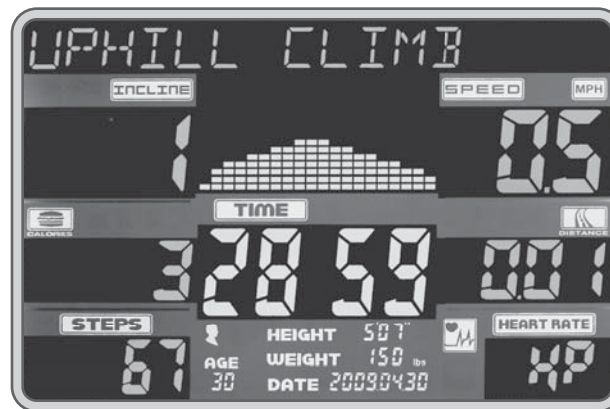 UPHILL CLIMB
INCLINE
SPEED MPH
1
0.5
TIME
CALORIES
DISTANCE
3
28 59
0.01
STEPS
HEIGHT 507"
HEART RATE
67
AGE WEIGHT 150 lbs
30 DATE 20090430